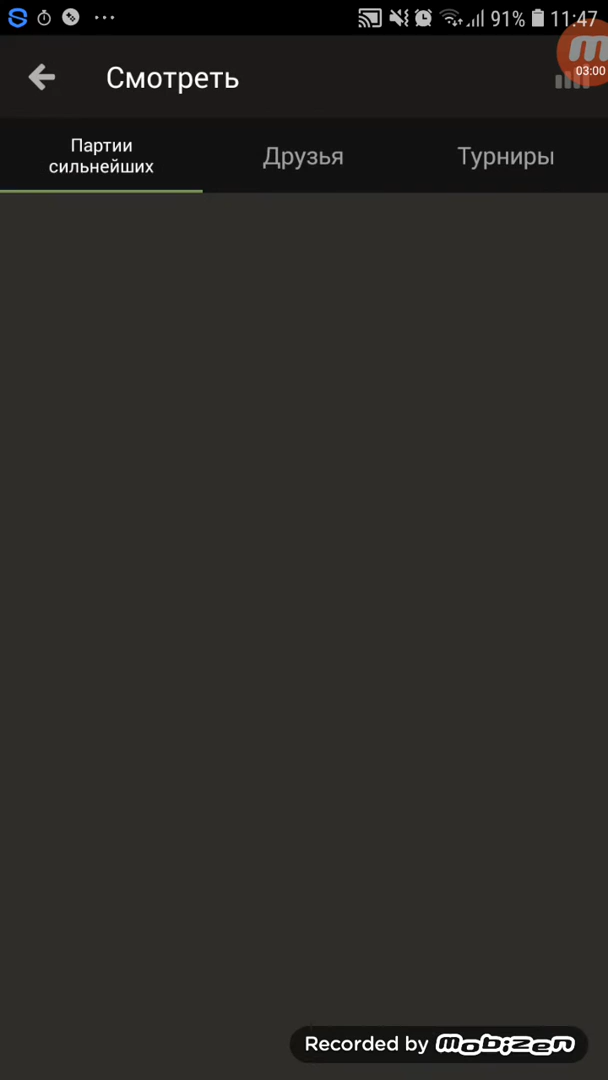 91% 11:47
Смотреть
03:00
Партии
сильнейших
Друзья
Турниры
Recorded by mobizen